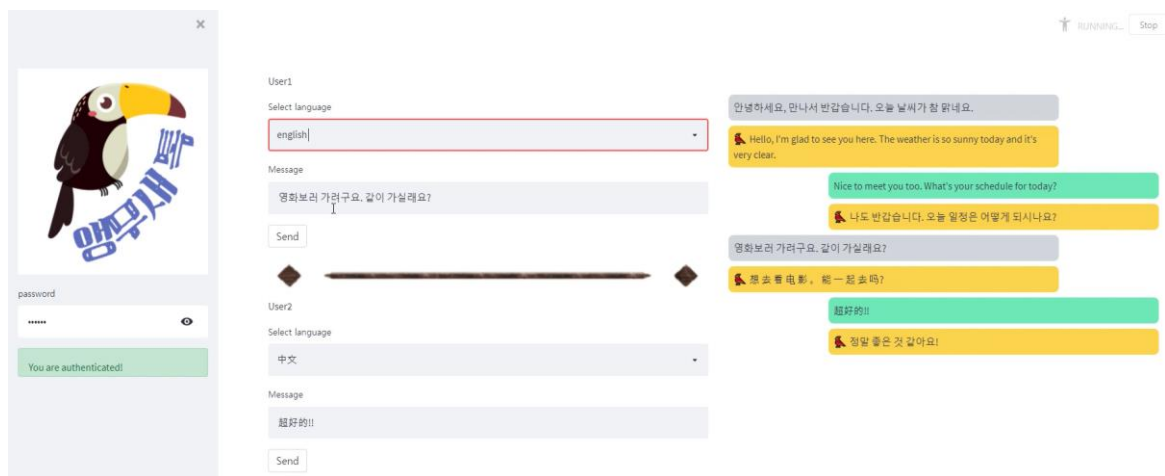 ×
RUNNING...
Stop
앵무새
password
••••••
You are authenticated!
User1
Select language
english
Message
영화보러 가려구요. 같이 가실래요?
Send
User2
Select language
中文
Message
超好的!!
Send
안녕하세요, 만나서 반갑습니다. 오늘 날씨가 참 맑네요.
Hello, I'm glad to see you here. The weather is so sunny today and it's
very clear.
Nice to meet you too. What's your schedule for today?
나도 반갑습니다. 오늘 일정은 어떻게 되시나요?
영화보러 가려구요. 같이 가실래요?
想去看电影，能一起去吗?
超好的!!
정말 좋은 것 같아요!